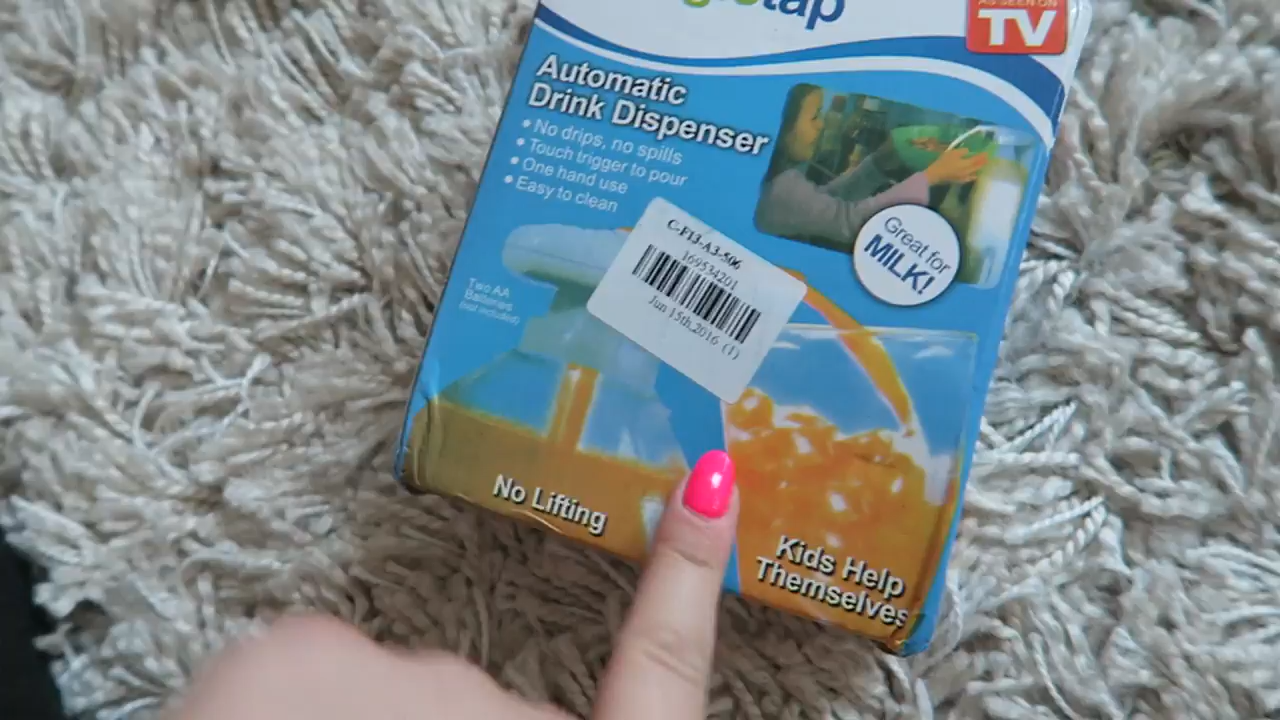 tap
AS SEEN ON
TV
Automatic
Drink Dispenser
• No drips, no spills
• Touch trigger to pour
• One hand use
• Easy to clean
Great for
MILK!
C-F13-A3-506
169534201
Jun 15th,2016 (1)
Two AA
Batteries
(not included)
No Lifting
Kids Help
Themselves